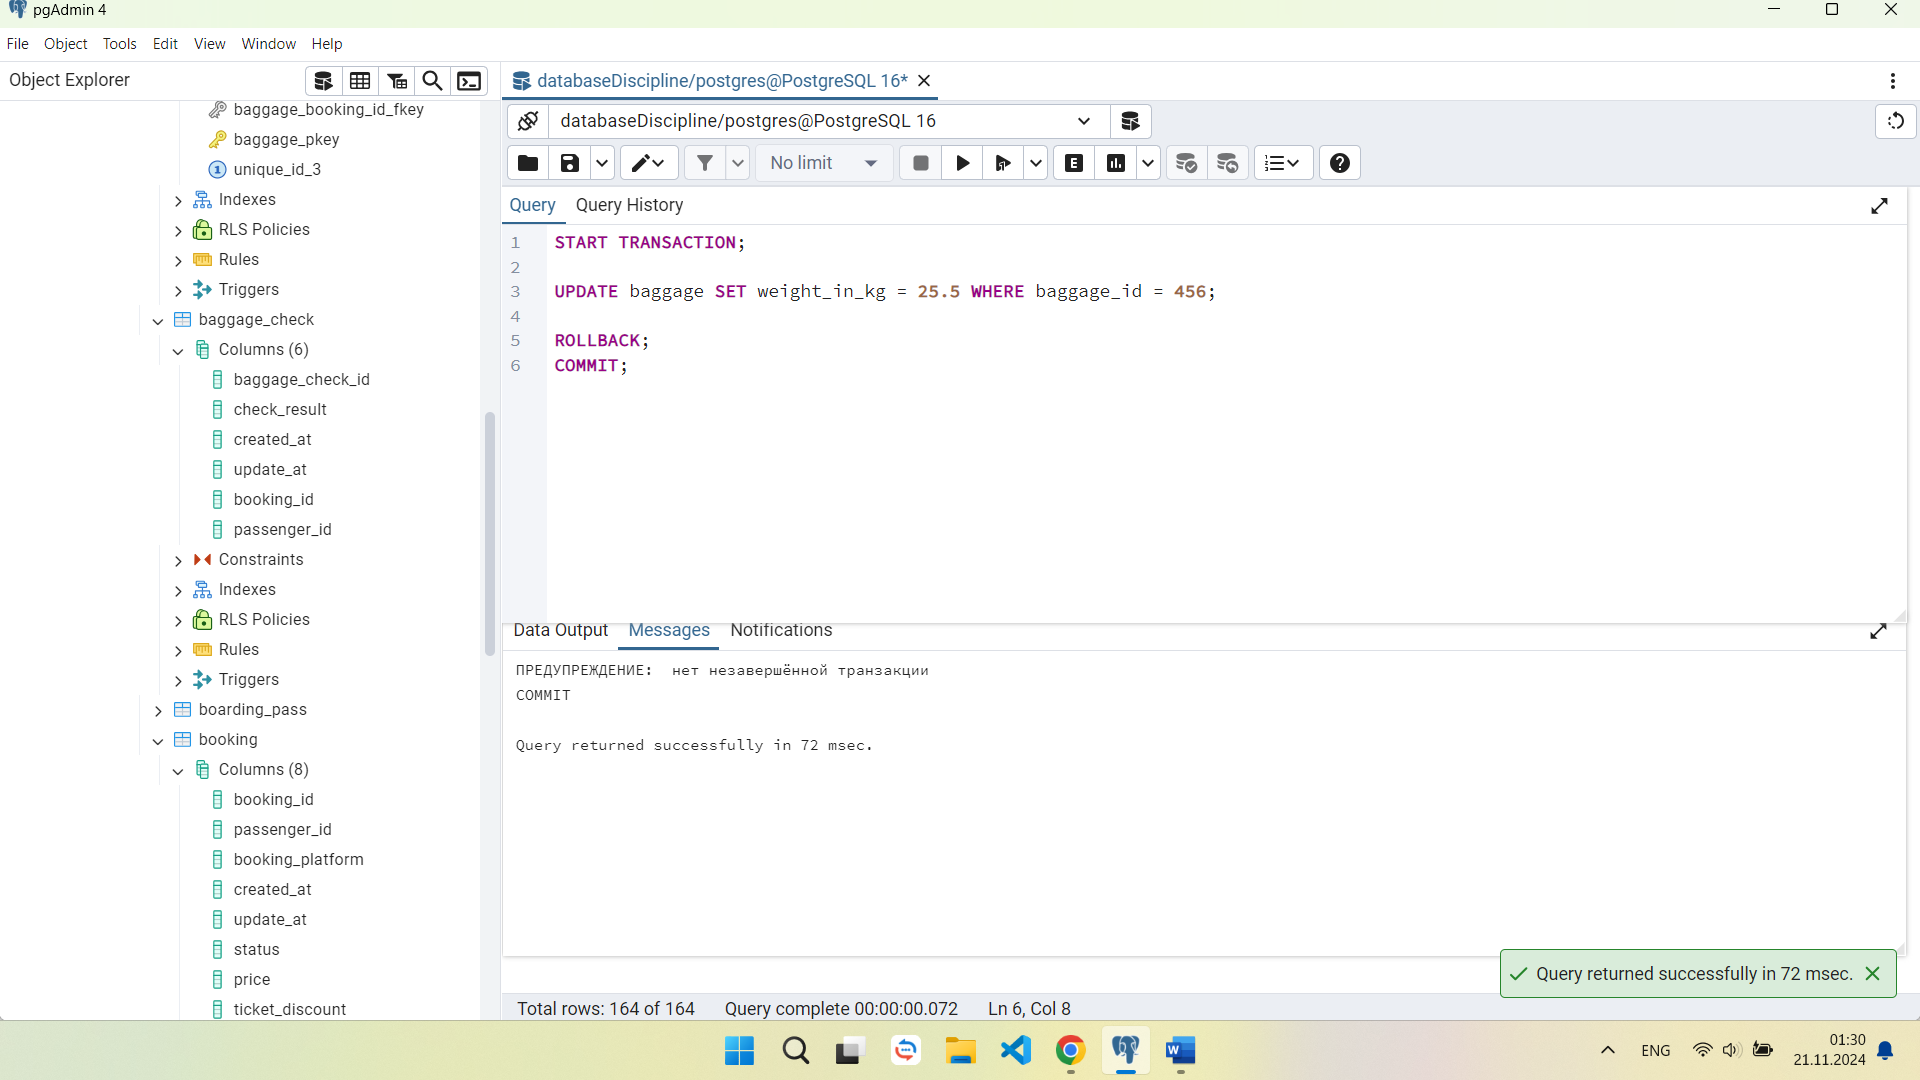 pgAdmin 4
File Object Tools Edit View Window Help
Object Explorer
databaseDiscipline/postgres@PostgreSQL 16*
baggage_booking_id_fkey
baggage_pkey
unique_id_3
Indexes
RLS Policies
Rules
Triggers
baggage_check
Columns (6)
baggage_check_id
check_result
created_at
update_at
booking_id
passenger_id
Constraints
Indexes
RLS Policies
Rules
Triggers
boarding_pass
booking
Columns (8)
booking_id
passenger_id
booking_platform
created_at
update_at
status
price
ticket_discount
databaseDiscipline/postgres@PostgreSQL 16
No limit
Query Query History
1 START TRANSACTION;
2
3 UPDATE baggage SET weight_in_kg = 25.5 WHERE baggage_id = 456;
4
5 ROLLBACK;
6 COMMIT;
Data Output Messages Notifications
ПРЕДУПРЕЖДЕНИЕ: нет незавершённой транзакции
COMMIT
Query returned successfully in 72 msec.
Query returned successfully in 72 msec.
Total rows: 164 of 164 Query complete 00:00:00.072 Ln 6, Col 8
ENG
01:30
21.11.2024